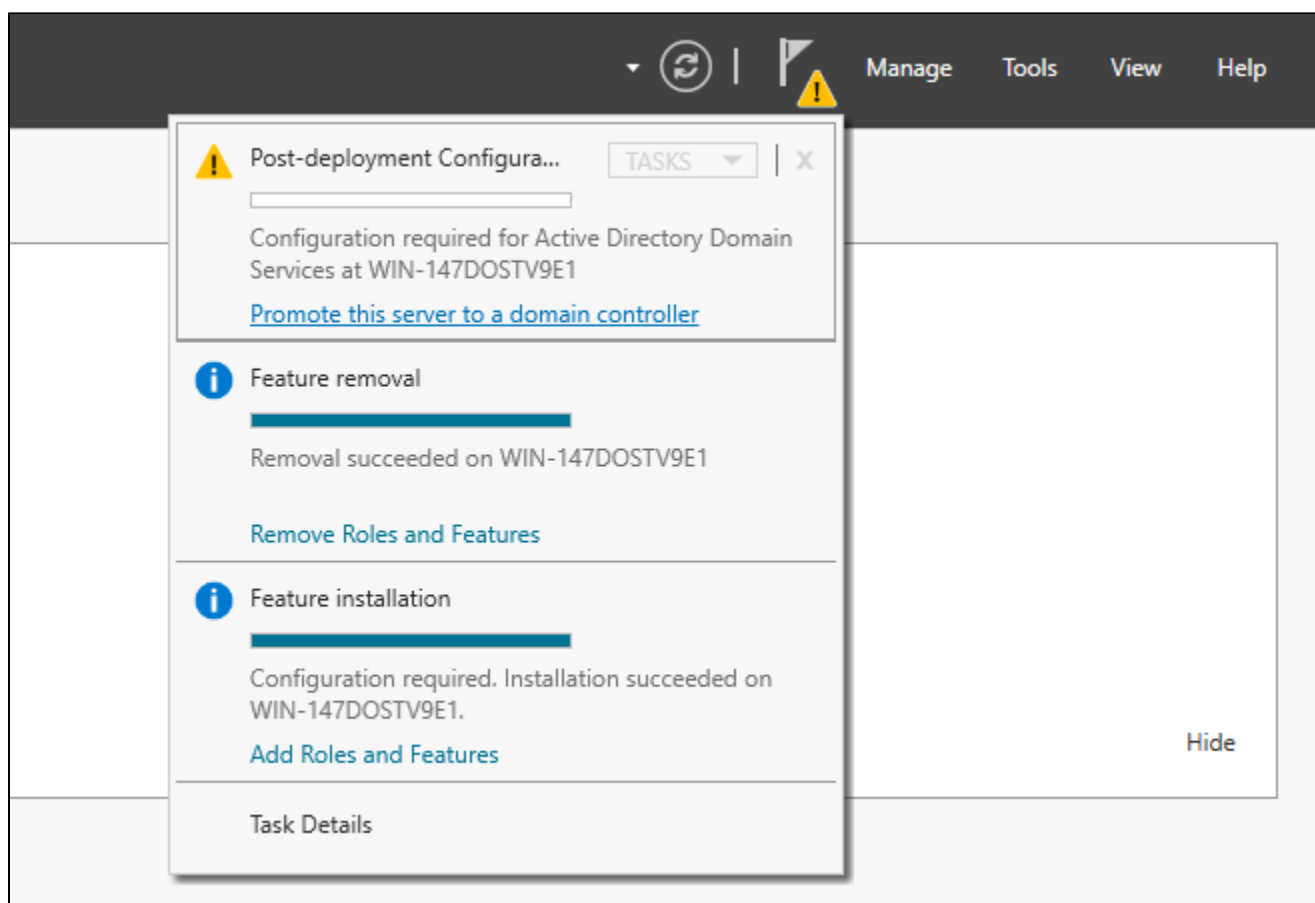 Manage Tools View Help
Post-deployment Configura... TASKS X
Configuration required for Active Directory Domain
Services at WIN-147DOSTV9E1
Promote this server to a domain controller
Feature removal
Removal succeeded on WIN-147DOSTV9E1
Remove Roles and Features
Feature installation
Configuration required. Installation succeeded on
WIN-147DOSTV9E1.
Add Roles and Features
Hide
Task Details